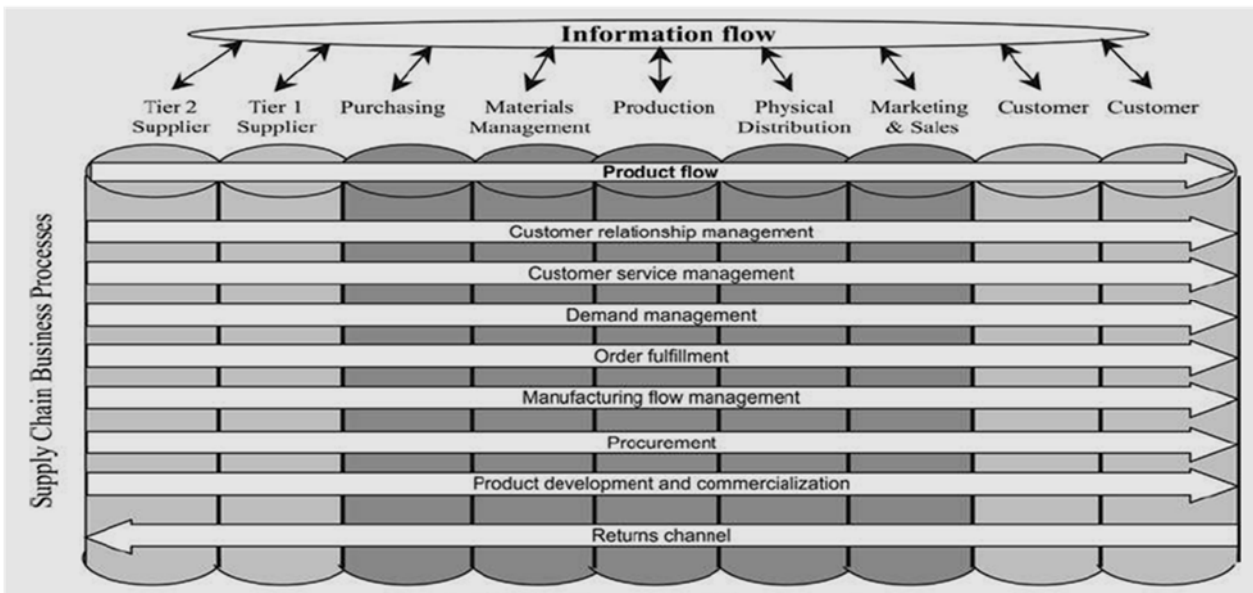 Information flow
Tier 2
Supplier
Tier 1
Supplier
Purchasing
Materials
Management
Production
Physical
Distribution
Marketing
& Sales
Customer
Customer
Supply Chain Business Processes
Product flow
Customer relationship management
Customer service management
Demand management
Order fulfillment
Manufacturing flow management
Procurement
Product development and commercialization
Returns channel